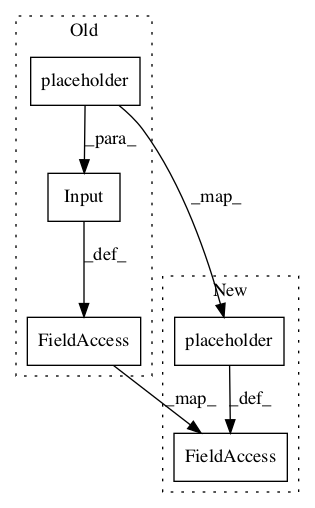 Old
placeholder
_para_
Input
_map_
_def_
New
FieldAccess
placeholder
_map_
_def_
FieldAccess